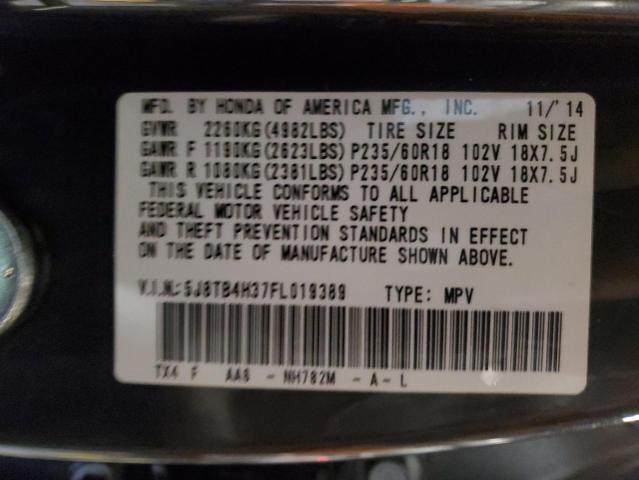 MFD. BY HONDA OF AMERICA MFG., INC. 11/'14
GVWR 2260KG(4982LBS) TIRE SIZE RIM SIZE
GAWR F 1190KG(2623LBS) P235/60R18 102V 18X7.5J
GAWR R 1080KG(2381LBS) P235/60R18 102V 18X7.5J
THIS VEHICLE CONFORMS TO ALL APPLICABLE
FEDERAL MOTOR VEHICLE SAFETY
AND THEFT PREVENTION STANDARDS IN EFFECT
ON THE DATE OF MANUFACTURE SHOWN ABOVE.
V.I.N.: 5J8TB4H37FL019389 TYPE: MPV
TX4 F AA8 - NH782M - A - L